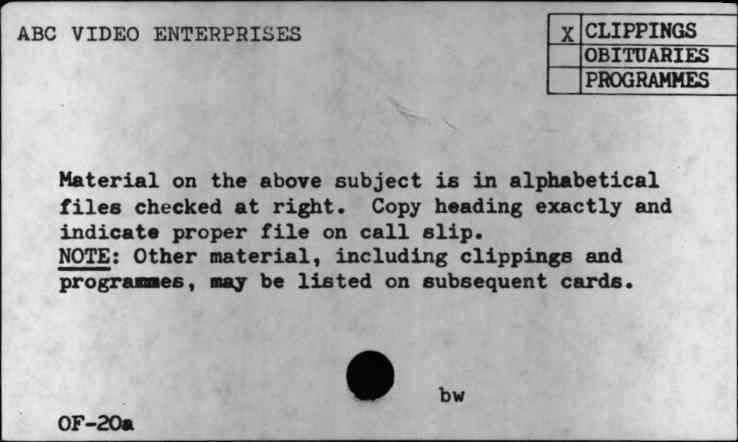 ABC VIDEO ENTERPRISES
X CLIPPINGS
OBITUARIES
PROGRAMMES
Material on the above subject is in alphabetical
files checked at right. Copy heading exactly and
indicate proper file on call slip.
NOTE: Other material, including clippings and
programmes, may be listed on subsequent cards.
bw
OF-20a